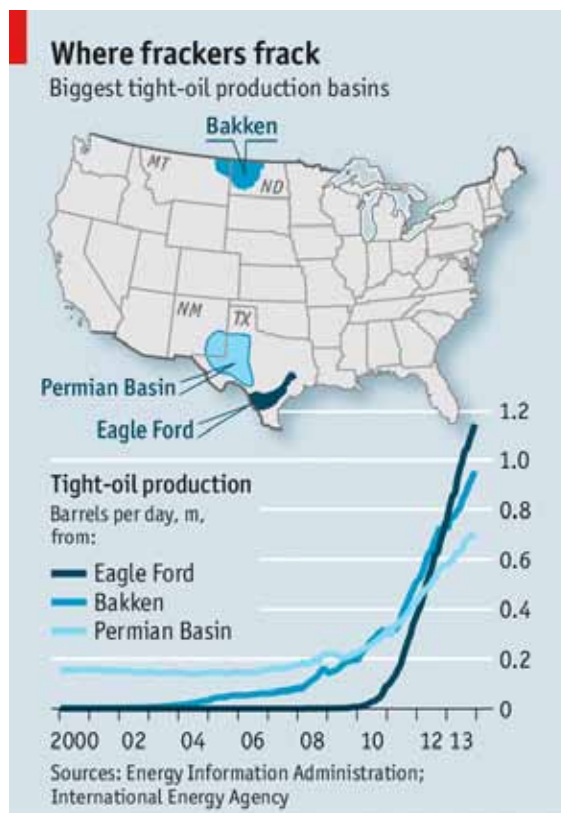 Where frackers frack
Biggest tight-oil production basins
Bakken
MT
ND
NM
TX
Permian Basin
Eagle Ford
1.2
1.0
0.8
0.6
0.4
0.2
0
Tight-oil production
Barrels per day, m,
from:
Eagle Ford
Bakken
Permian Basin
2000 02 04 06 08 10 12 13
Sources: Energy Information Administration;
International Energy Agency